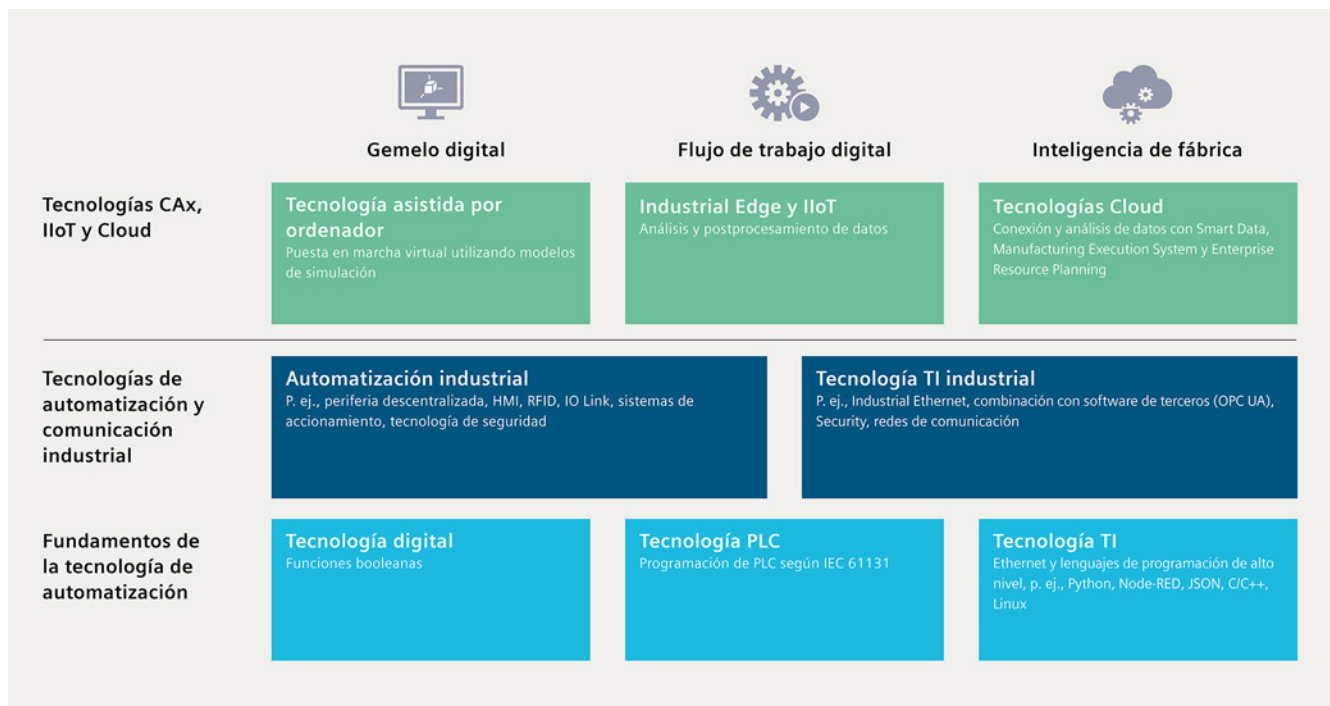 Gemelo digital
Flujo de trabajo digital
Inteligencia de fábrica
Tecnologías CAx,
IIoT y Cloud
Tecnología asistida por
ordenador
Puesta en marcha virtual utilizando modelos
de simulación
Industrial Edge y IIoT
Análisis y postprocesamiento de datos
Tecnologías Cloud
Conexión y análisis de datos con Smart Data,
Manufacturing Execution System y Enterprise
Resource Planning
Tecnologías de
automatización y
comunicación
industrial
Automatización industrial
P. ej., periferia descentralizada, HMI, RFID, IO Link, sistemas de
accionamiento, tecnología de seguridad
Tecnología TI industrial
P. ej., Industrial Ethernet, combinación con software de terceros (OPC UA),
Security, redes de comunicación
Fundamentos de
la tecnología de
automatización
Tecnología digital
Funciones booleanas
Tecnología PLC
Programación de PLC según IEC 61131
Tecnología TI
Ethernet y lenguajes de programación de alto
nivel, p. ej., Python, Node-RED, JSON, C/C++,
Linux